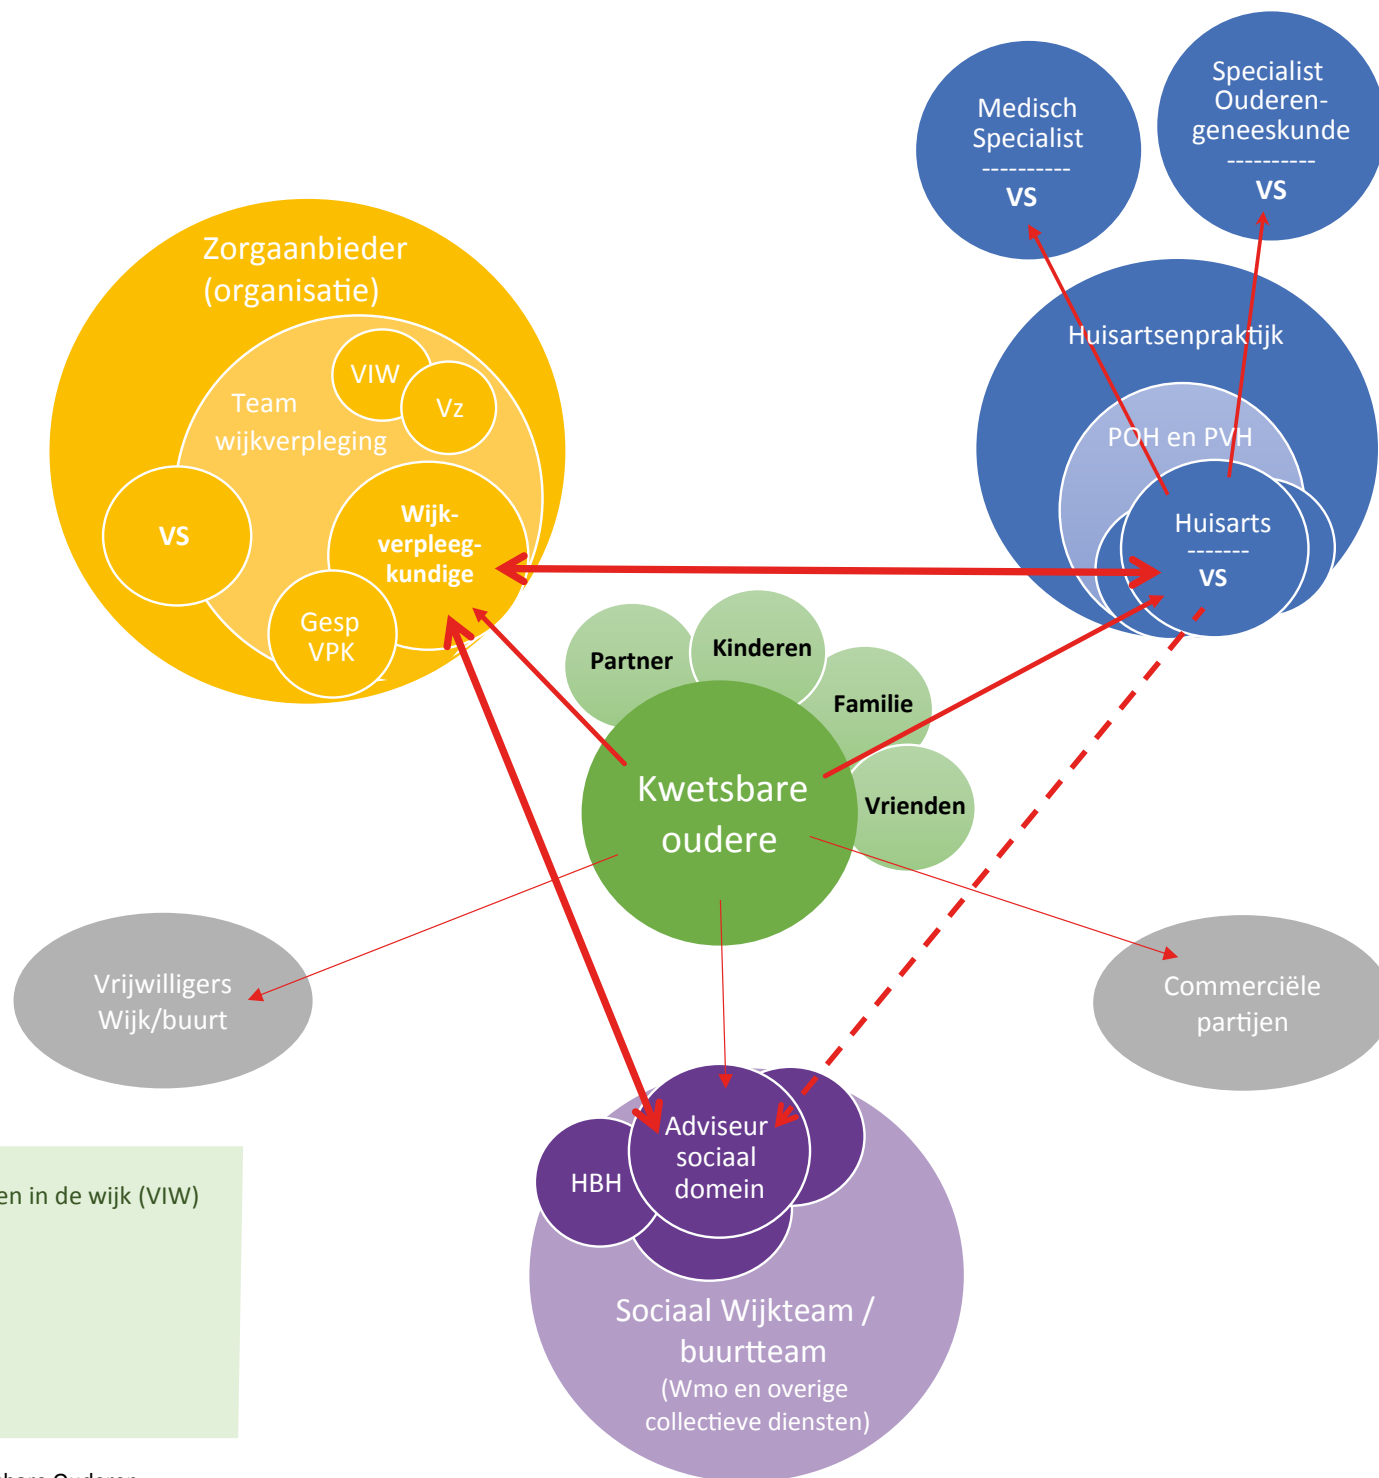 Medisch
Specialist
----------
VS
Specialist
Ouderen-
geneeskunde
----------
VS
Zorgaanbieder
(organisatie)
VIW
Vz
Team
wijkverpleging
VS
Wijk-
verpleeg-
kundige
Gesp
VPK
Huisartsenpraktijk
POH en PVH
Huisarts
-------
VS
Partner
Kinderen
Familie
Vrienden
Kwetsbare
oudere
Vrijwilligers
Wijk/buurt
Commerciële
partijen
Adviseur
sociaal
domein
HBH
Sociaal Wijkteam /
buurtteam
(Wmo en overige
collectieve diensten)
en in de wijk (VIW)